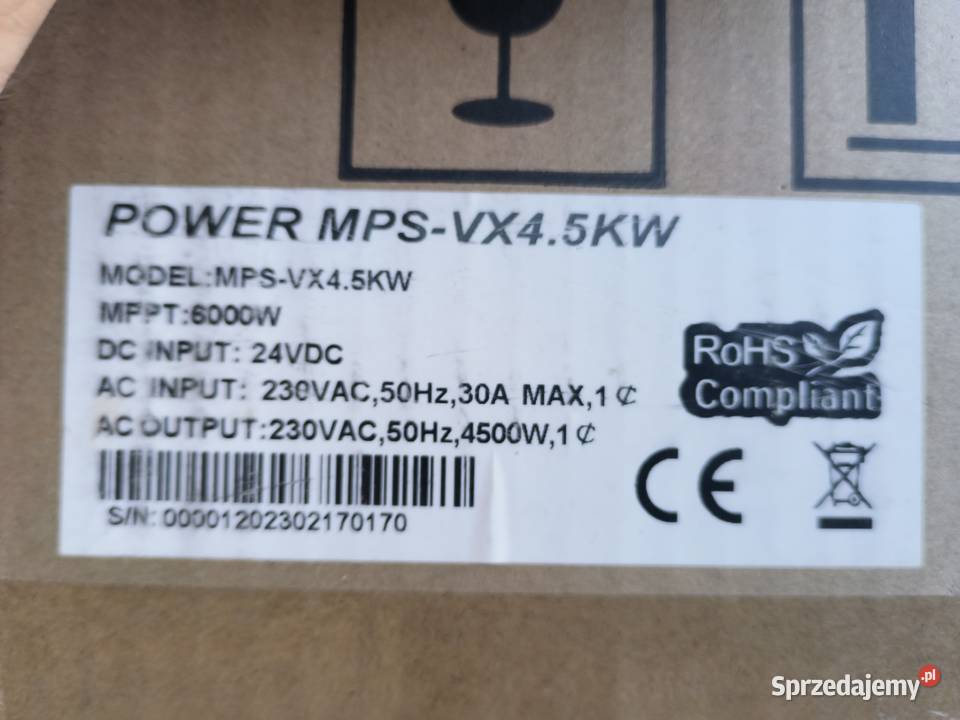 POWER MPS-VX4.5KW
MODEL:MPS-VX4.5KW
MPPT:6000W
DC INPUT: 24VDC
AC INPUT: 230VAC,50Hz,30A MAX,1 ₵
AC OUTPUT:230VAC,50Hz,4500W,1 ₵
S/N: 00001202302170170
RoHS
Compliant
CE
Sprzedajemy.pl